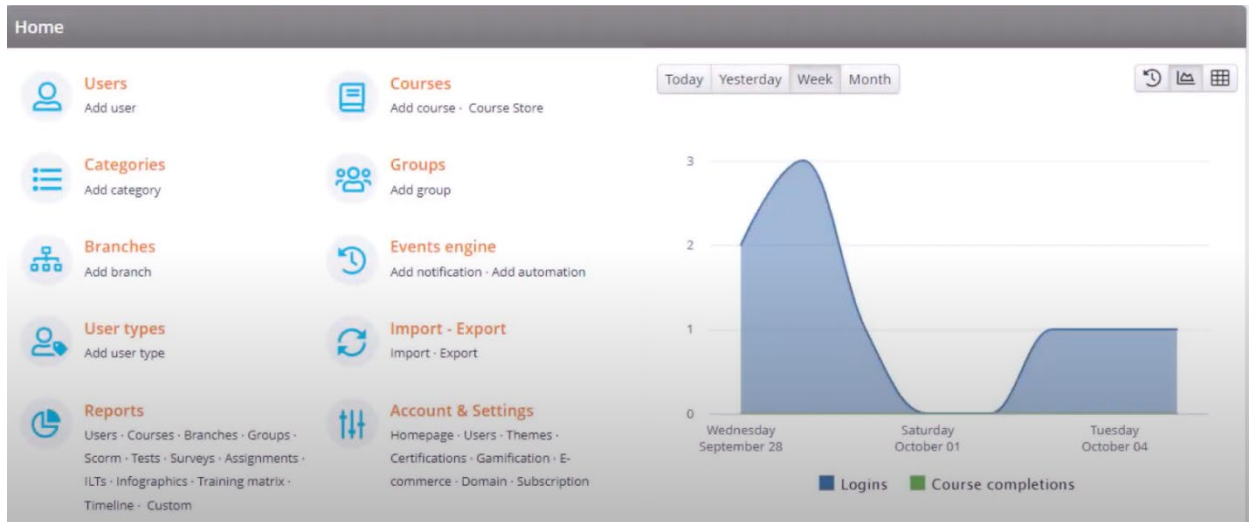 Home
Users
Add user
Courses
Add course · Course Store
Categories
Add category
Groups
Add group
Branches
Add branch
Events engine
Add notification · Add automation
User types
Add user type
Import - Export
Import · Export
Reports
Users · Courses · Branches · Groups ·
Scorm · Tests · Surveys · Assignments ·
ILTs · Infographics · Training matrix ·
Timeline · Custom
Account & Settings
Homepage · Users · Themes ·
Certifications · Gamification · E-
commerce · Domain · Subscription
Today Yesterday Week Month
3
2
1
0
Wednesday
September 28
Saturday
October 01
Tuesday
October 04
Logins Course completions